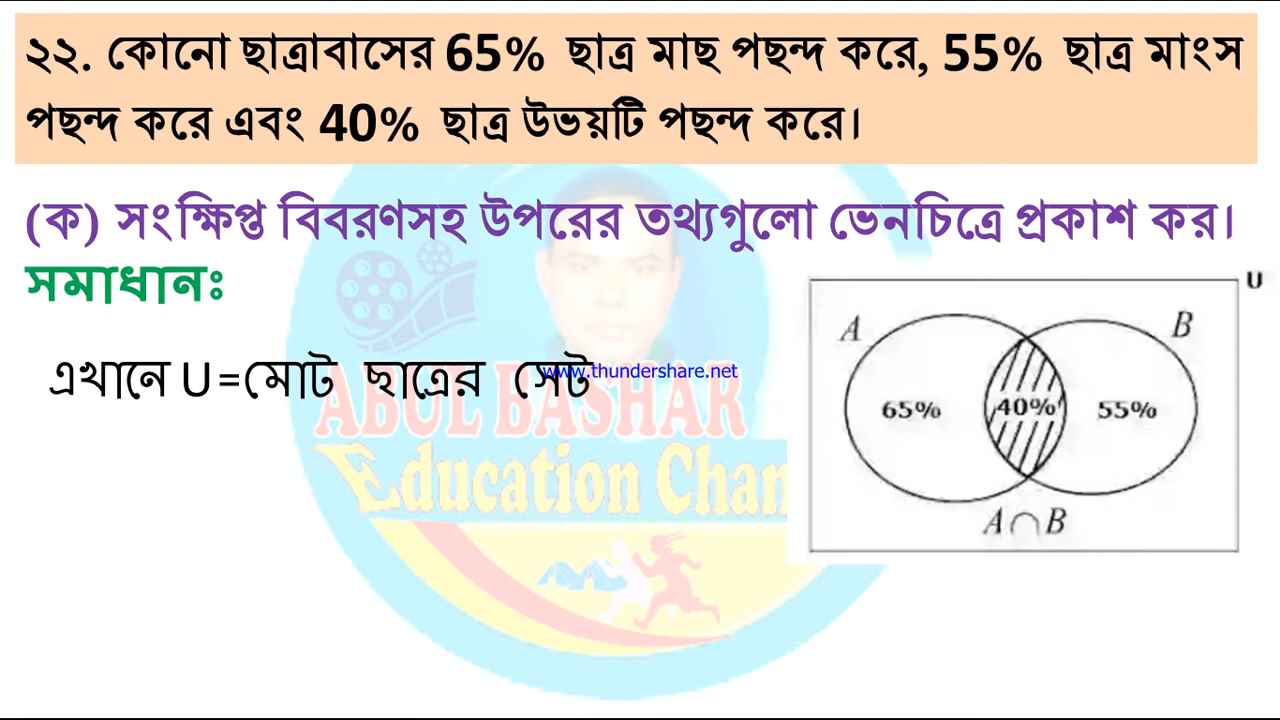 ২২. কোনো ছাত্রাবাসের 65% ছাত্র মাছ পছন্দ করে, 55% ছাত্র মাংস
পছন্দ করে এবং 40% ছাত্র উভয়টি পছন্দ করে।
(ক) সংক্ষিপ্ত বিবরণসহ উপরের তথ্যগুলো ভেনচিত্রে প্রকাশ কর।
সমাধানঃ
এখানে U=মোট ছাত্রের সেট
www.thundershare.net
ABUL BASHAR
Education Chan
U
A B
65% 40% 55%
A∩B